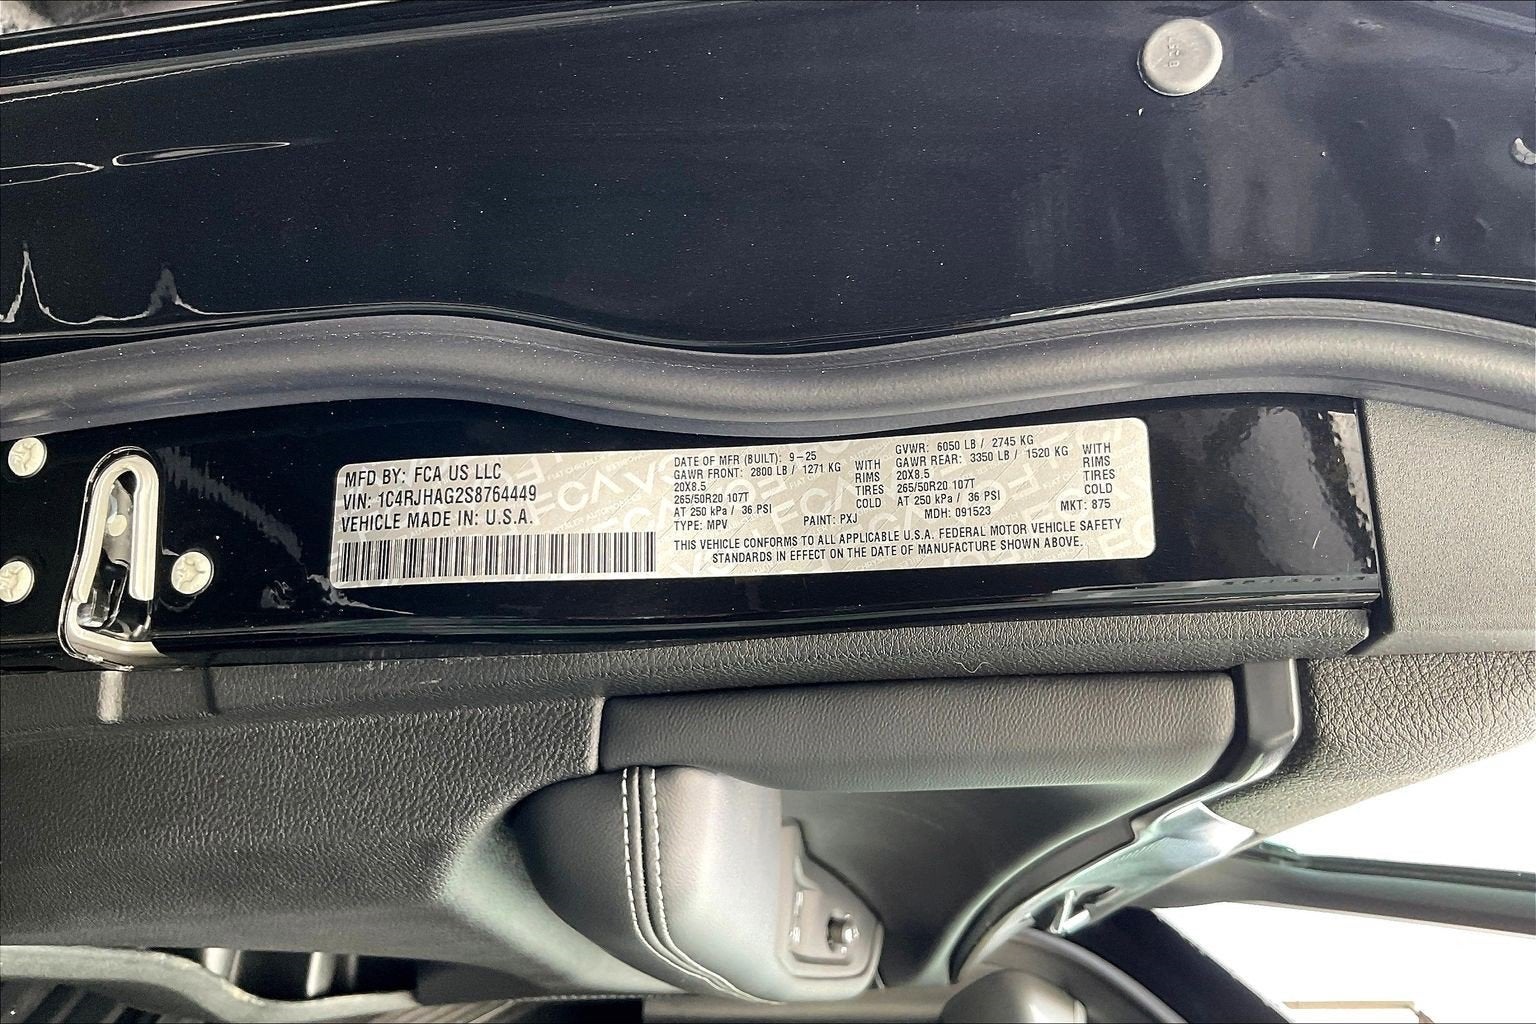 MFD BY: FCA US LLC
VIN: 1C4RJHAG2S8764449
VEHICLE MADE IN: U.S.A.
DATE OF MFR (BUILT): 9-25
GAWR FRONT: 2800 LB / 1271 KG WITH
20X8.5 RIMS
265/50R20 107T TIRES
AT 250 kPa / 36 PSI COLD
TYPE: MPV PAINT: PXJ
GVWR: 6050 LB / 2745 KG
GAWR REAR: 3350 LB / 1520 KG WITH
20X8.5 RIMS
265/50R20 107T TIRES
AT 250 kPa / 36 PSI COLD
MDH: 091523 MKT: 875
THIS VEHICLE CONFORMS TO ALL APPLICABLE U.S.A. FEDERAL MOTOR VEHICLE SAFETY
STANDARDS IN EFFECT ON THE DATE OF MANUFACTURE SHOWN ABOVE.